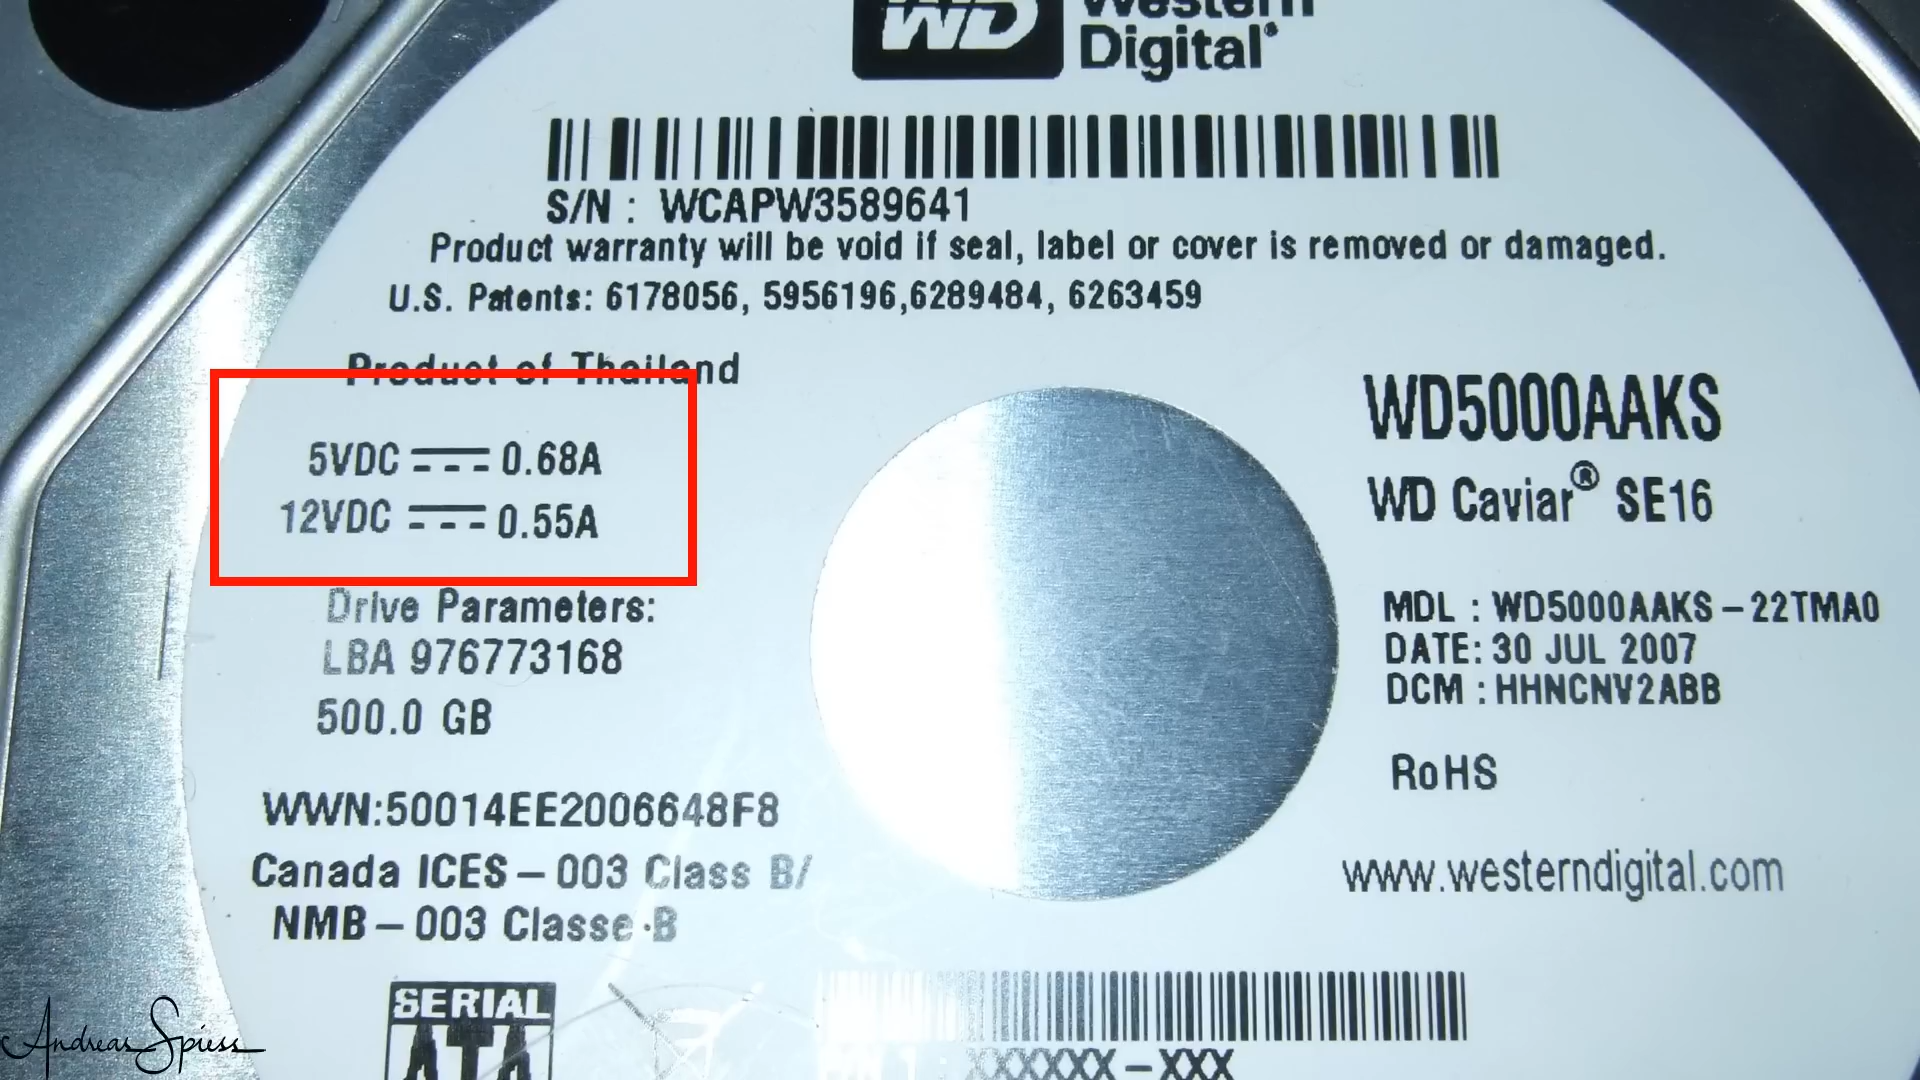 WD Western
Digital®
S/N : WCAPW3589641
Product warranty will be void if seal, label or cover is removed or damaged.
U.S. Patents: 6178056, 5956196,6289484, 6263459
Product of Thailand
5VDC 0.68A
12VDC 0.55A
Drive Parameters:
LBA 976773168
500.0 GB
WWN:50014EE2006648F8
Canada ICES-003 Class B/
NMB-003 Classe·B
SERIAL
ATA
WD5000AAKS
WD Caviar® SE16
MDL : WD5000AAKS-22TMA0
DATE: 30 JUL 2007
DCM : HHNCNV2ABB
RoHS
www.westerndigital.com
XXXXXX-XXX
Andreas Spiess